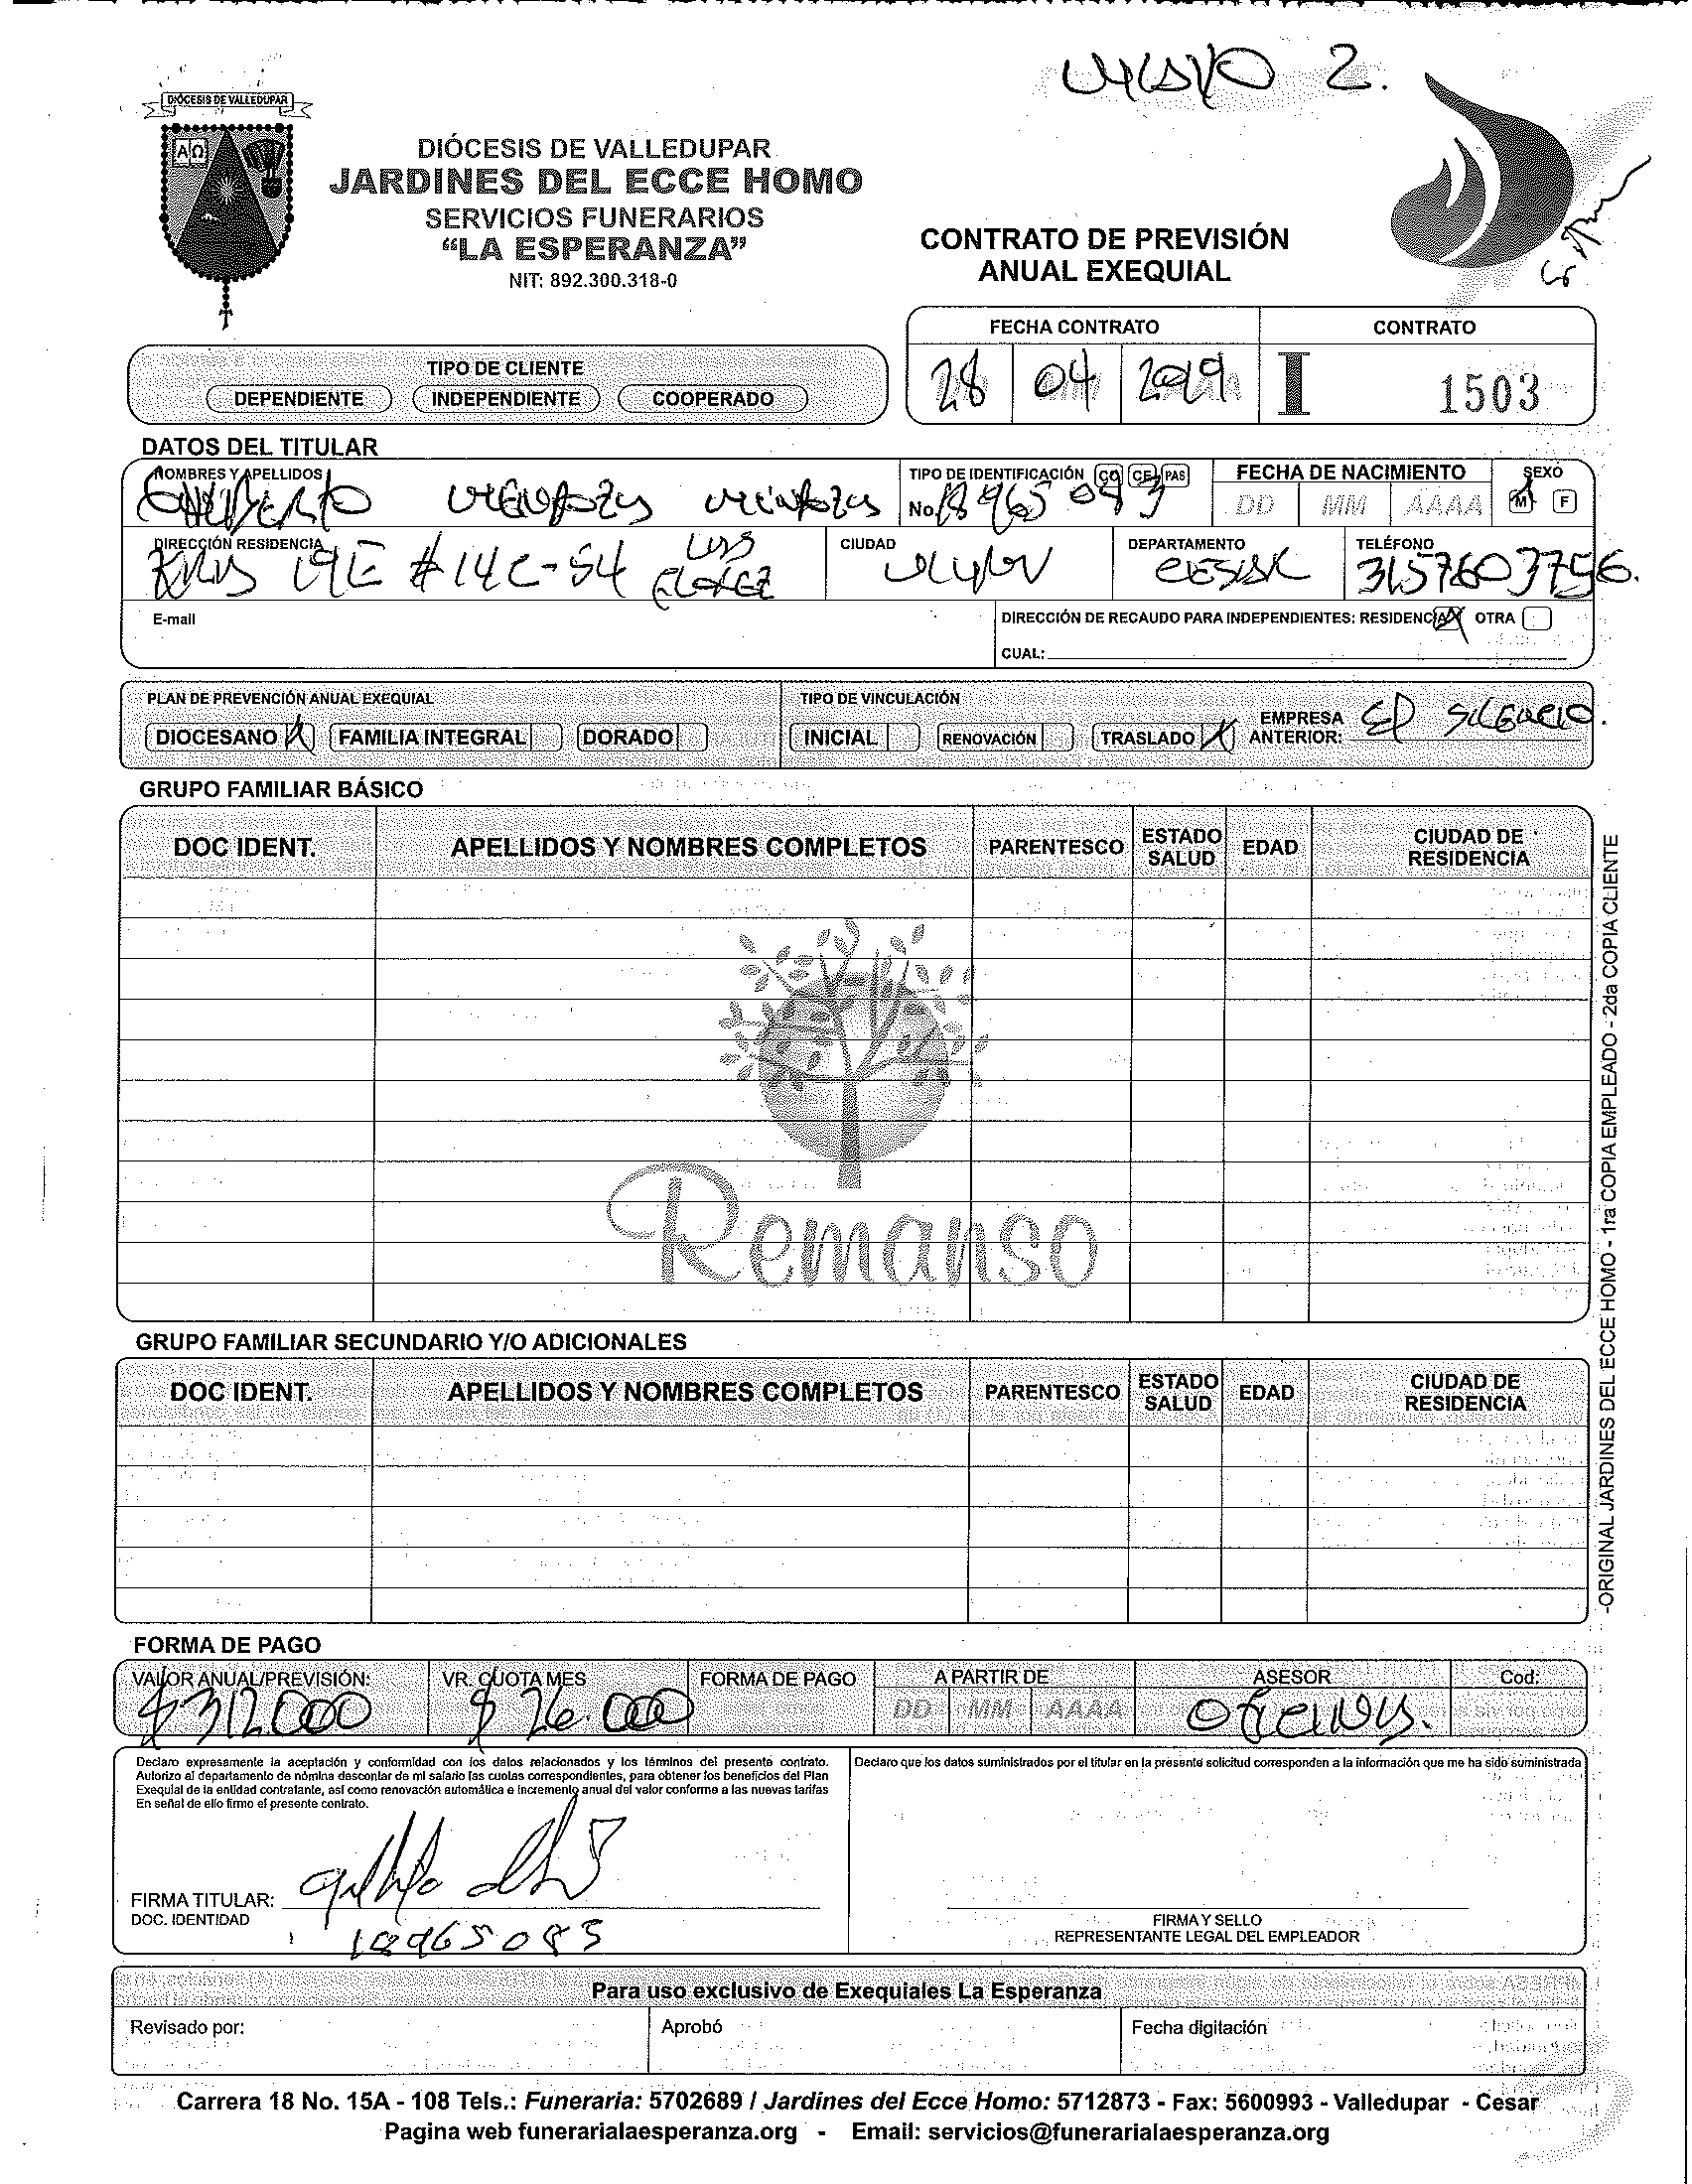 2.
DIÓCESIS DE VALLEDUPAR
ΑΩ
DIÓCESIS DE VALLEDUPAR
JARDINES DEL ECCE HOMO
SERVICIOS FUNERARIOS
“LA ESPERANZA”
NIT: 892.300.318-0
CONTRATO DE PREVISIÓN
ANUAL EXEQUIAL
FECHA CONTRATO CONTRATO
28 04 2019 I 1503
TIPO DE CLIENTE
DEPENDIENTE INDEPENDIENTE COOPERADO
DATOS DEL TITULAR
NOMBRES Y APELLIDOS TIPO DE IDENTIFICACIÓN CC CE PAS FECHA DE NACIMIENTO SEXO
No. 18965083 DD MM AAAA M F
DIRECCIÓN RESIDENCIA CIUDAD DEPARTAMENTO TELÉFONO
19E #14C-54 CESAR 3157603756.
E-mail DIRECCIÓN DE RECAUDO PARA INDEPENDIENTES: RESIDENCIA X OTRA
CUAL:
PLAN DE PREVENCIÓN ANUAL EXEQUIAL TIPO DE VINCULACIÓN
DIOCESANO X FAMILIA INTEGRAL DORADO INICIAL RENOVACIÓN TRASLADO X EMPRESA ANTERIOR:
GRUPO FAMILIAR BÁSICO
DOC IDENT. APELLIDOS Y NOMBRES COMPLETOS PARENTESCO ESTADO SALUD EDAD CIUDAD DE RESIDENCIA
Remanso
GRUPO FAMILIAR SECUNDARIO Y/O ADICIONALES
DOC IDENT. APELLIDOS Y NOMBRES COMPLETOS PARENTESCO ESTADO SALUD EDAD CIUDAD DE RESIDENCIA
-ORIGINAL JARDINES DEL ECCE HOMO - 1ra COPIA EMPLEADO - 2da COPIA CLIENTE
FORMA DE PAGO
VALOR ANUAL/PREVISIÓN: VR. CUOTA MES FORMA DE PAGO A PARTIR DE ASESOR Cod:
$312.000 $26.000 DD MM AAAA
Declaro expresamente la aceptación y conformidad con los datos relacionados y los términos del presente contrato.
Autorizo al departamento de nómina descontar de mi salario las cuotas correspondientes, para obtener los beneficios del Plan
Exequial de la entidad contratante, así como renovación automática e incremento anual del valor conforme a las nuevas tarifas
En señal de ello firmo el presente contrato.
Declaro que los datos suministrados por el titular en la presente solicitud corresponden a la información que me ha sido suministrada
FIRMA TITULAR:
DOC. IDENTIDAD
18965083
FIRMA Y SELLO
REPRESENTANTE LEGAL DEL EMPLEADOR
Para uso exclusivo de Exequiales La Esperanza
Revisado por: Aprobó Fecha digitación
Carrera 18 No. 15A - 108 Tels.: Funeraria: 5702689 / Jardines del Ecce Homo: 5712873 - Fax: 5600993 - Valledupar - Cesar
Pagina web funerarialaesperanza.org - Email: servicios@funerarialaesperanza.org